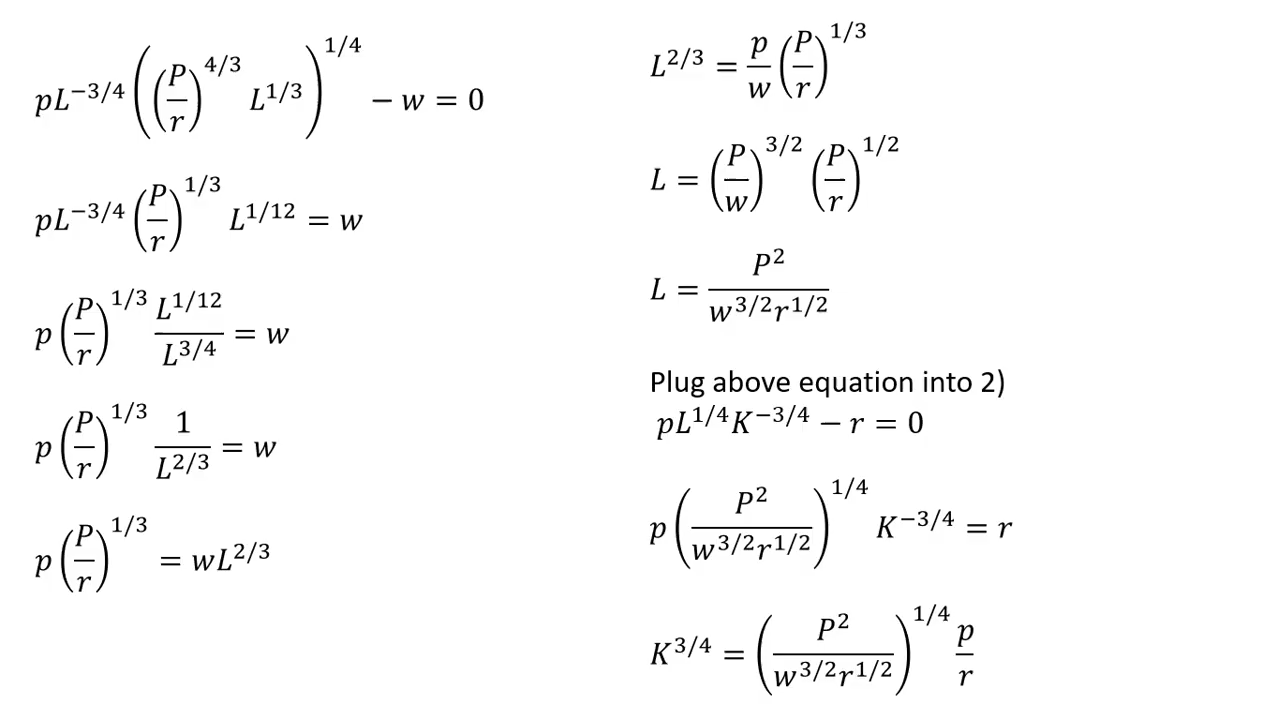 pL^{-3/4}((P/r)^{4/3} L^{1/3})^{1/4} − w = 0
pL^{-3/4}(P/r)^{1/3} L^{1/12} = w
p(P/r)^{1/3} L^{1/12}/L^{3/4} = w
p(P/r)^{1/3} 1/L^{2/3} = w
p(P/r)^{1/3} = wL^{2/3}
L^{2/3} = p/w (P/r)^{1/3}
L = (P/w)^{3/2} (P/r)^{1/2}
L = P^2/(w^{3/2}r^{1/2})
Plug above equation into 2)
pL^{1/4}K^{-3/4} − r = 0
p(P^2/(w^{3/2}r^{1/2}))^{1/4} K^{-3/4} = r
K^{3/4} = (P^2/(w^{3/2}r^{1/2}))^{1/4} p/r